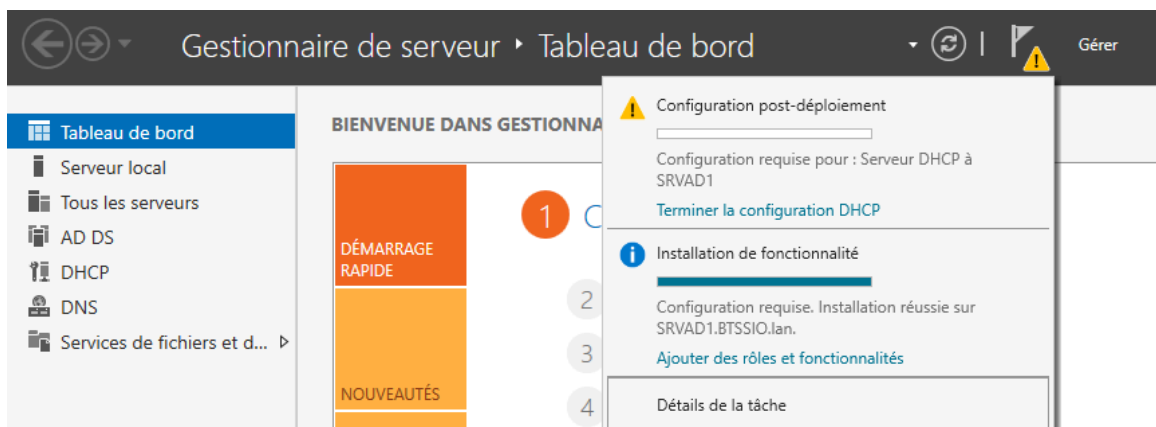 Gestionnaire de serveur ‣ Tableau de bord
Gérer
Tableau de bord
Serveur local
Tous les serveurs
AD DS
DHCP
DNS
Services de fichiers et d...
BIENVENUE DANS GESTIONNA
DÉMARRAGE
RAPIDE
NOUVEAUTÉS
1
2
3
4
Configuration post-déploiement
Configuration requise pour : Serveur DHCP à
SRVAD1
Terminer la configuration DHCP
Installation de fonctionnalité
Configuration requise. Installation réussie sur
SRVAD1.BTSSIO.lan.
Ajouter des rôles et fonctionnalités
Détails de la tâche